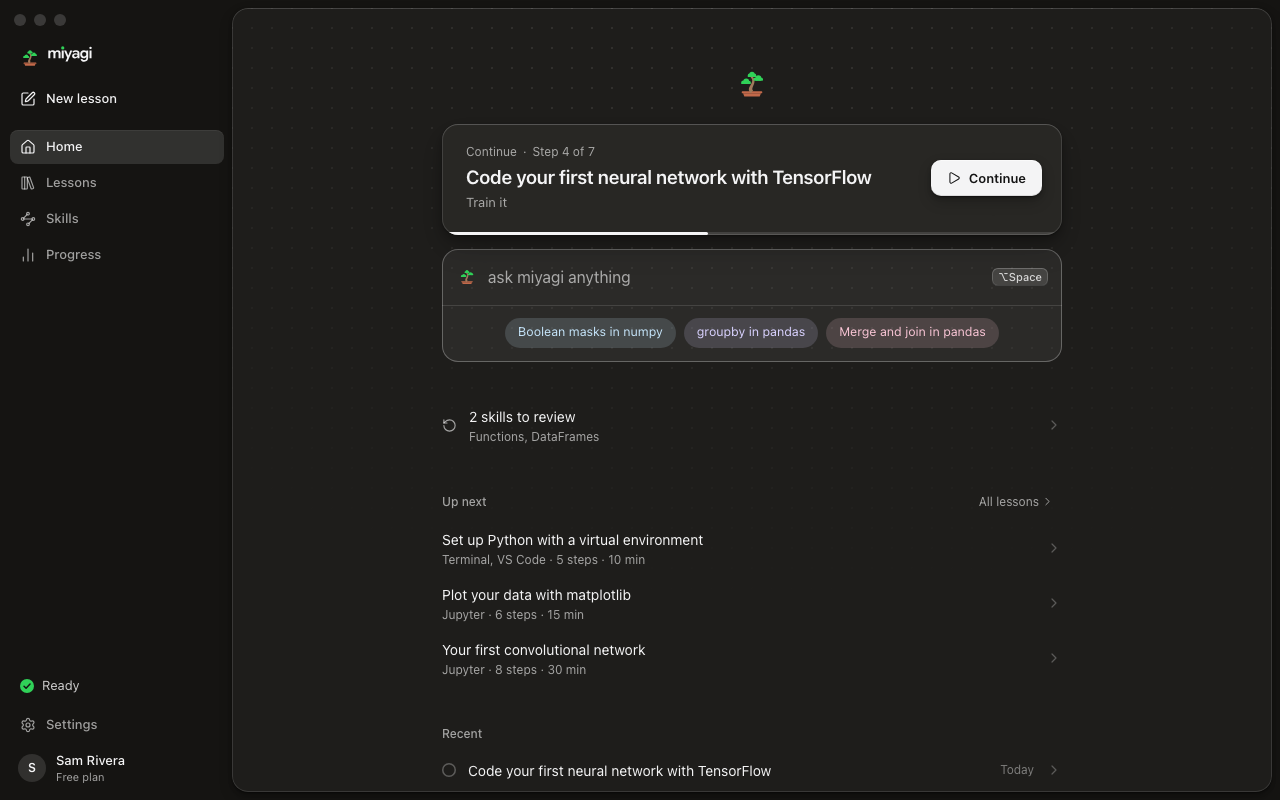 miyagi
New lesson
Home
Lessons
Skills
Progress
Ready
Settings
S
Sam Rivera
Free plan
Continue · Step 4 of 7
Code your first neural network with TensorFlow
Train it
Continue
ask miyagi anything
⌥Space
Boolean masks in numpy
groupby in pandas
Merge and join in pandas
2 skills to review
Functions, DataFrames
Up next
All lessons
Set up Python with a virtual environment
Terminal, VS Code · 5 steps · 10 min
Plot your data with matplotlib
Jupyter · 6 steps · 15 min
Your first convolutional network
Jupyter · 8 steps · 30 min
Recent
Code your first neural network with TensorFlow
Today